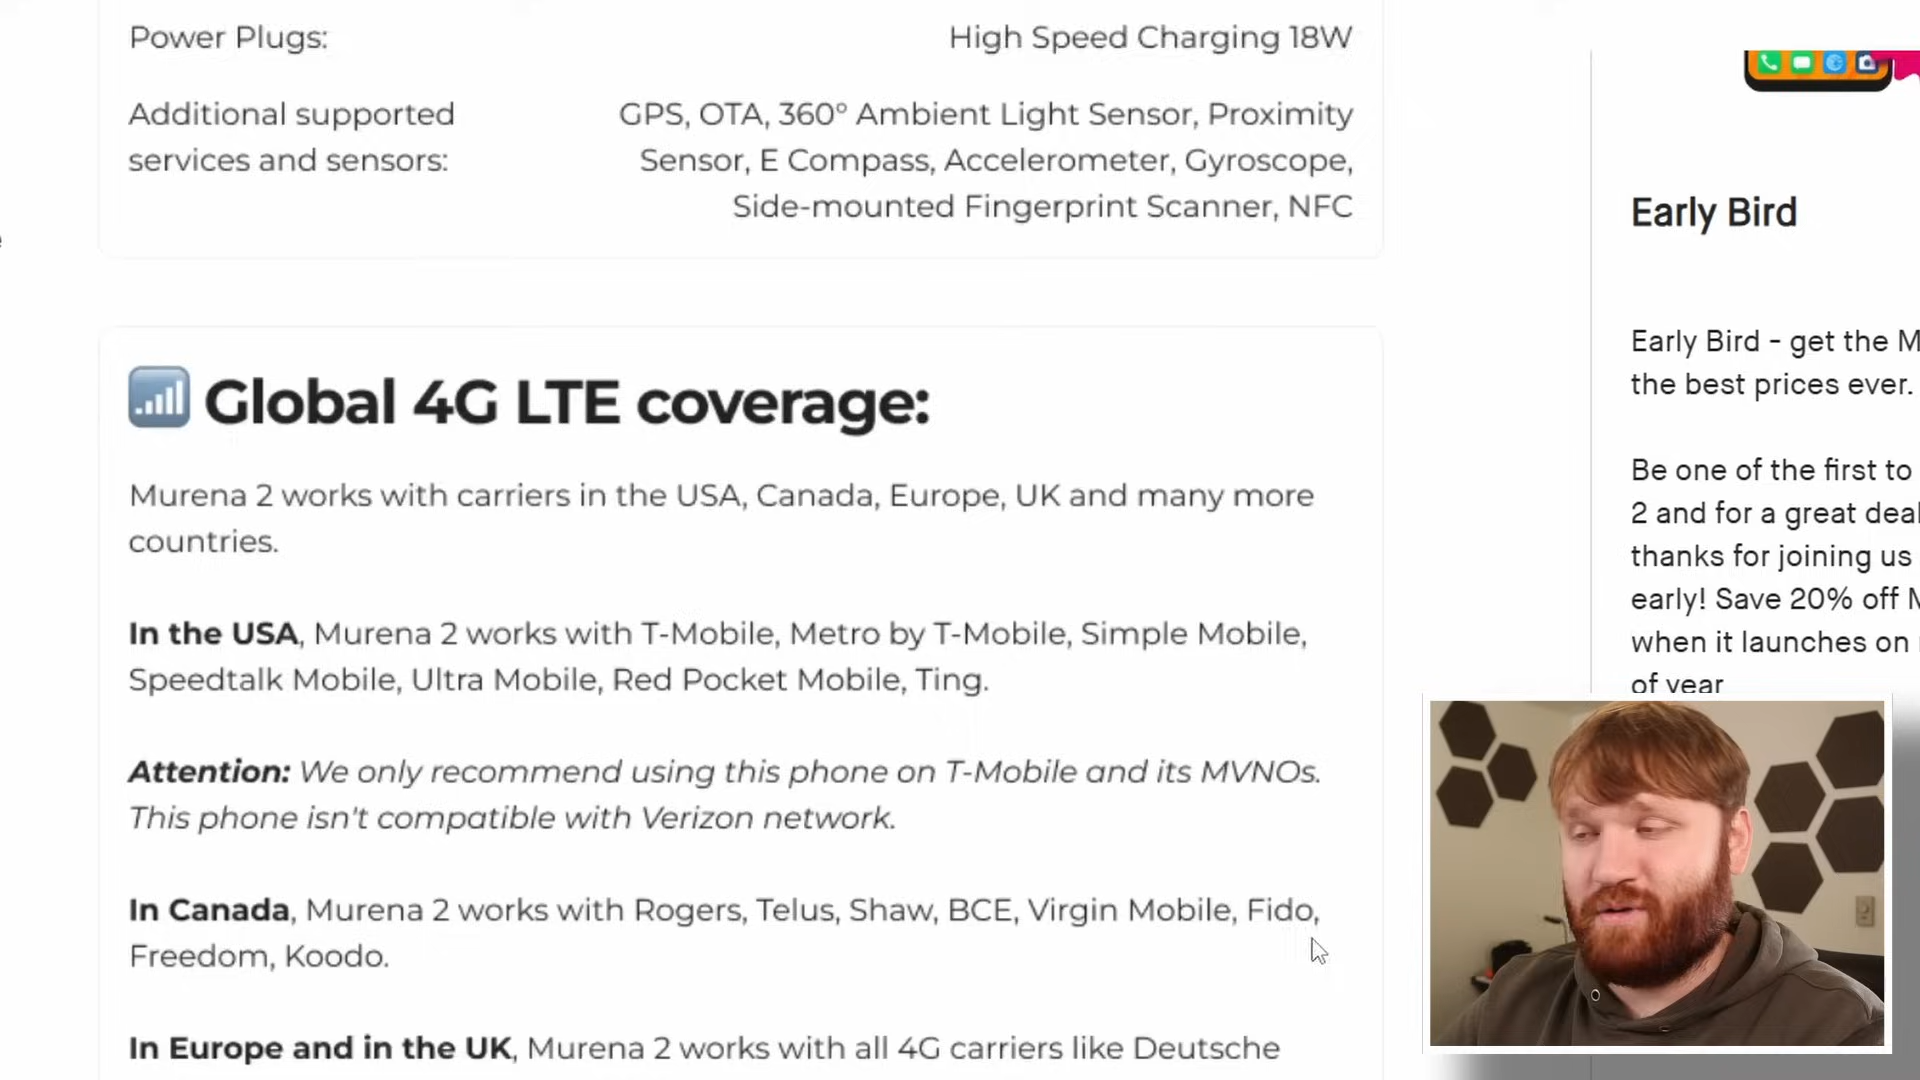 Power Plugs:
High Speed Charging 18W
Additional supported
services and sensors:
GPS, OTA, 360° Ambient Light Sensor, Proximity
Sensor, E Compass, Accelerometer, Gyroscope,
Side-mounted Fingerprint Scanner, NFC
Global 4G LTE coverage:
Murena 2 works with carriers in the USA, Canada, Europe, UK and many more
countries.
In the USA, Murena 2 works with T-Mobile, Metro by T-Mobile, Simple Mobile,
Speedtalk Mobile, Ultra Mobile, Red Pocket Mobile, Ting.
Attention: We only recommend using this phone on T-Mobile and its MVNOs.
This phone isn't compatible with Verizon network.
In Canada, Murena 2 works with Rogers, Telus, Shaw, BCE, Virgin Mobile, Fido,
Freedom, Koodo.
In Europe and in the UK, Murena 2 works with all 4G carriers like Deutsche
Early Bird
Early Bird - get the M
the best prices ever.
Be one of the first to
2 and for a great deal
thanks for joining us
early! Save 20% off M
when it launches on
of year